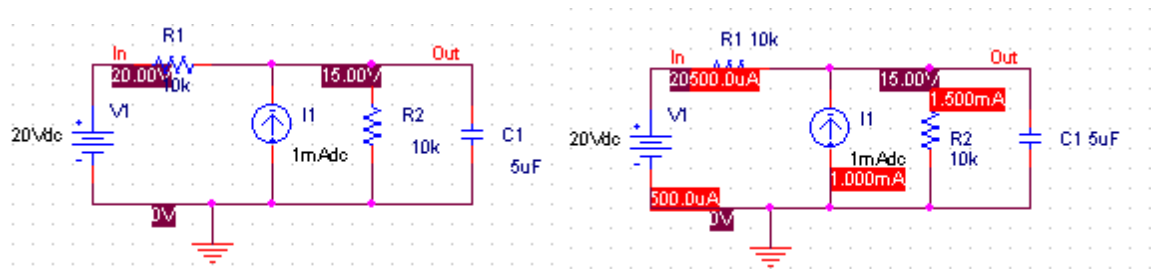 R1
In
Out
20.00V
10k
15.00V
V1
+
20Vdc
-
I1
1mAdc
R2
10k
C1
5uF
0V
R1 10k
In
Out
20
500.0uA
15.00V
1.500mA
V1
+
20Vdc
-
I1
1mAdc
1.000mA
R2
10k
C1 5uF
500.0uA
0V